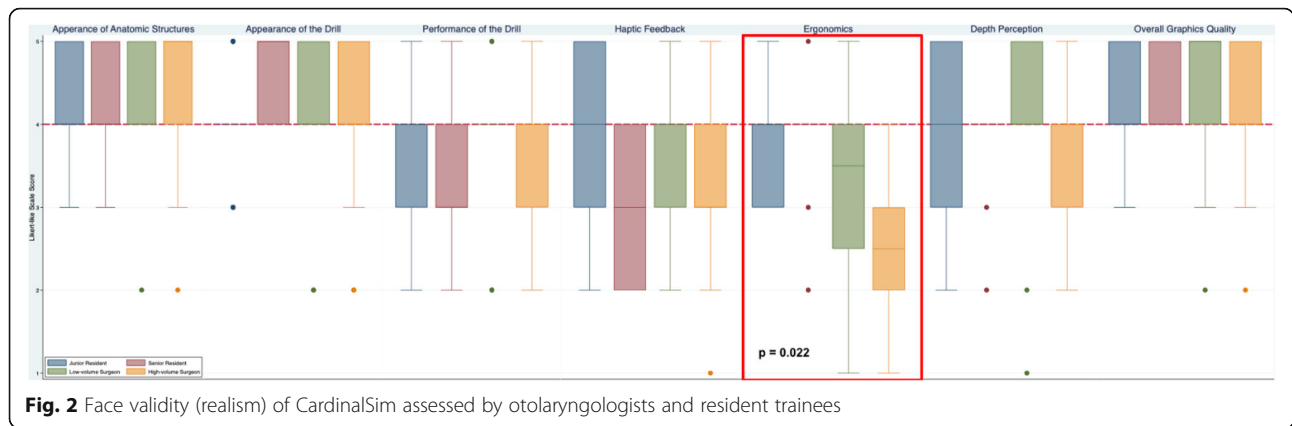 Apperance of Anatomic Structures
Appearance of the Drill
Performance of the Drill
Haptic Feedback
Ergonomics
Depth Perception
Overall Graphics Quality
Likert-like Scale Score
5
4
3
2
1
p = 0.022
Junior Resident
Senior Resident
Low-volume Surgeon
High-volume Surgeon
Fig. 2 Face validity (realism) of CardinalSim assessed by otolaryngologists and resident trainees